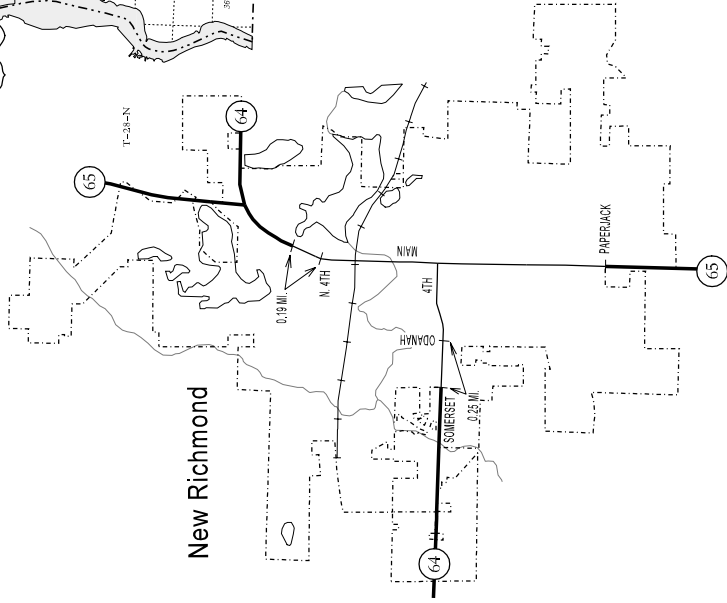 36
T–28–N
64
65
0.19 MI.
N. 4TH
MAIN
4TH
PAPERJACK
65
ODANAH
New Richmond
SOMERSET
0.25 MI.
64